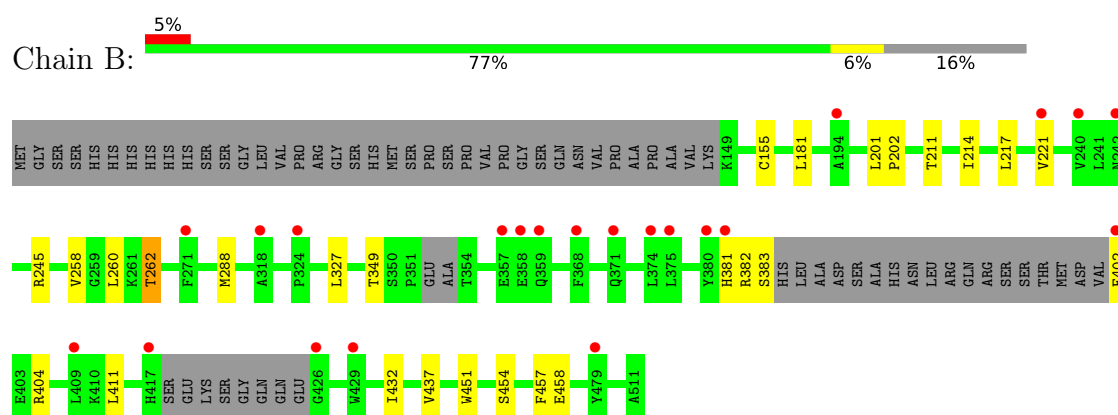 Chain B:
5%
77%
6%
16%
MET GLY SER SER HIS HIS HIS HIS HIS HIS SER SER GLY LEU VAL PRO ARG GLY SER HIS MET SER PRO SER PRO VAL PRO GLY SER GLN ASN VAL PRO ALA PRO ALA VAL LYS K149 C155 L181 A194 L201 P202 T211 I214 L217 V221 V240 L241 N242
R245 V258 G259 L260 K261 T262 F271 M288 A318 P324 L327 T349 S350 P351 GLU ALA T354 E357 E358 Q359 F368 Q371 L374 L375 Y380 H381 R382 S383 HIS LEU ALA ASP SER ALA HIS ASN LEU ARG GLN ARG SER SER THR MET ASP VAL E402
E403 R404 L409 K410 L411 H417 SER GLU LYS SER GLY GLN GLN GLU G426 W429 I432 V437 W451 S454 F457 E458 Y479 A511